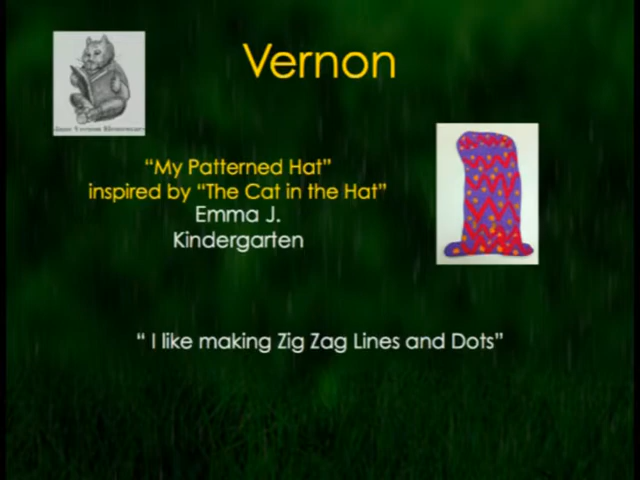 Vernon
“My Patterned Hat”
inspired by “The Cat in the Hat”
Emma J.
Kindergarten
“ I like making Zig Zag Lines and Dots”